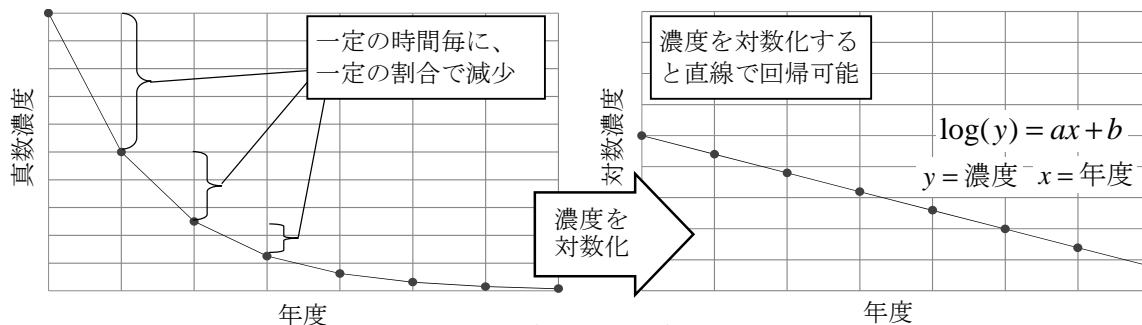 一定の時間毎に、
一定の割合で減少
真数濃度
年度
濃度を
対数化
濃度を対数化する
と直線で回帰可能
log(y) = ax + b
y = 濃度 x = 年度
対数濃度
年度